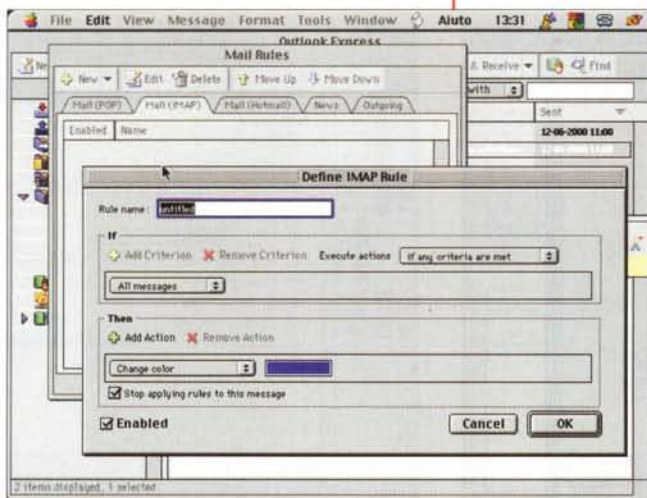 File Edit View Message Format Tools Window Aiuto 13:31
Outlook Express
Mail Rules
New Edit Delete Move Up Move Down
& Receive Find
Mail (POP) Mail (IMAP) Mail (Hotmail) News Outgoing
with
Enabled Name
Sent
12-06-2000 11:00
Define IMAP Rule
Rule name: untitled
If
Add Criterion Remove Criterion Execute actions If any criteria are met
All messages
Then
Add Action Remove Action
Change color
Stop applying rules to this message
Enabled
Cancel OK
2 items displayed, 1 selected